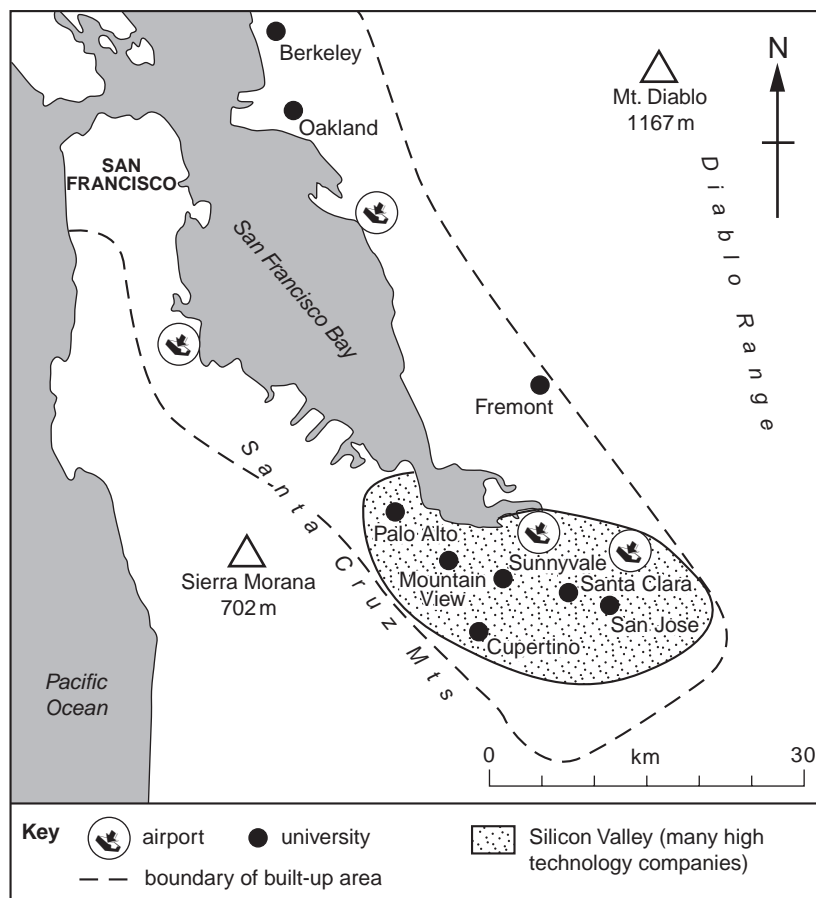 Berkeley
Oakland
Mt. Diablo
1167 m
N
SAN
FRANCISCO
Diablo Range
San Francisco Bay
Fremont
Santa Cruz Mts
Sierra Morana
702 m
Palo Alto
Mountain
View
Sunnyvale
Santa Clara
San Jose
Cupertino
Pacific
Ocean
0 km 30
Key airport university Silicon Valley (many high
technology companies)
boundary of built-up area